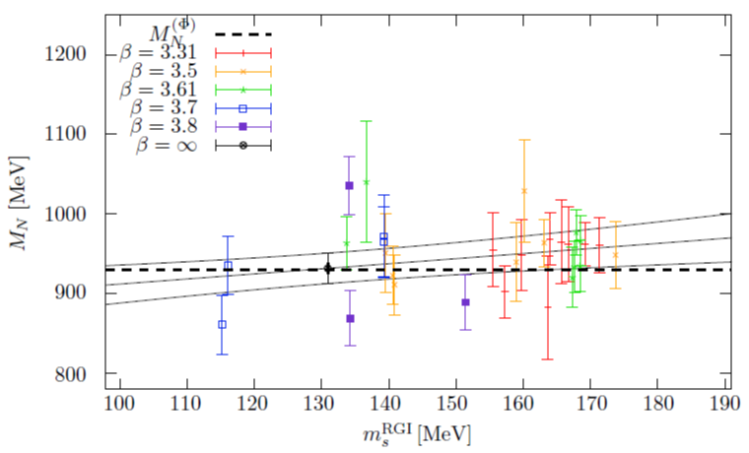 M_N^{(Φ)}
β = 3.31
β = 3.5
β = 3.61
β = 3.7
β = 3.8
β = ∞
1200
1100
1000
900
800
M_N [MeV]
100 110 120 130 140 150 160 170 180 190
m_s^{RGI} [MeV]